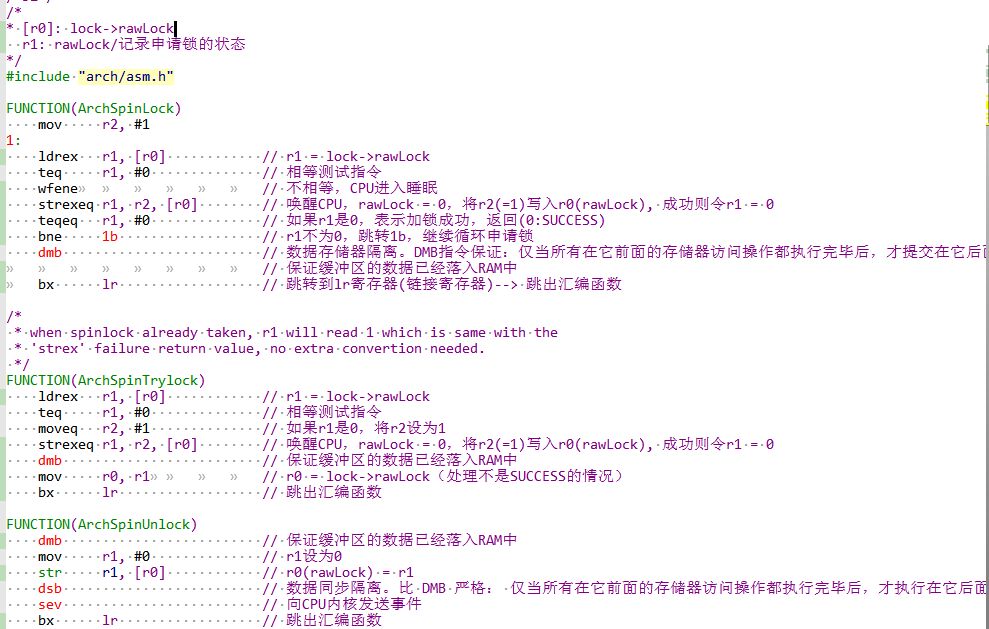 /*
* [r0]: lock->rawLock
r1: rawLock/记录申请锁的状态
*/
#include "arch/asm.h"
FUNCTION(ArchSpinLock)
mov r2, #1
1:
ldrex r1, [r0] // r1 = lock->rawLock
teq r1, #0 // 相等测试指令
wfene // 不相等，CPU进入睡眠
strexeq r1, r2, [r0] // 唤醒CPU，rawLock = 0，将r2(=1)写入r0(rawLock), 成功则令r1 = 0
teqeq r1, #0 // 如果r1是0，表示加锁成功，返回(0:SUCCESS)
bne 1b // r1不为0，跳转1b，继续循环申请锁
dmb // 数据存储器隔离。DMB指令保证：仅当所有在它前面的存储器访问操作都执行完毕后，才提交在它后面
// 保证缓冲区的数据已经落入RAM中
bx lr // 跳转到lr寄存器(链接寄存器)--> 跳出汇编函数
/*
* when spinlock already taken, r1 will read 1 which is same with the
* 'strex' failure return value, no extra convertion needed.
*/
FUNCTION(ArchSpinTrylock)
ldrex r1, [r0] // r1 = lock->rawLock
teq r1, #0 // 相等测试指令
moveq r2, #1 // 如果r1是0，将r2设为1
strexeq r1, r2, [r0] // 唤醒CPU，rawLock = 0，将r2(=1)写入r0(rawLock), 成功则令r1 = 0
dmb // 保证缓冲区的数据已经落入RAM中
mov r0, r1 // r0 = lock->rawLock（处理不是SUCCESS的情况）
bx lr // 跳出汇编函数
FUNCTION(ArchSpinUnlock)
dmb // 保证缓冲区的数据已经落入RAM中
mov r1, #0 // r1设为0
str r1, [r0] // r0(rawLock) = r1
dsb // 数据同步隔离。比 DMB 严格： 仅当所有在它前面的存储器访问操作都执行完毕后，才执行在它后面
sev // 向CPU内核发送事件
bx lr // 跳出汇编函数